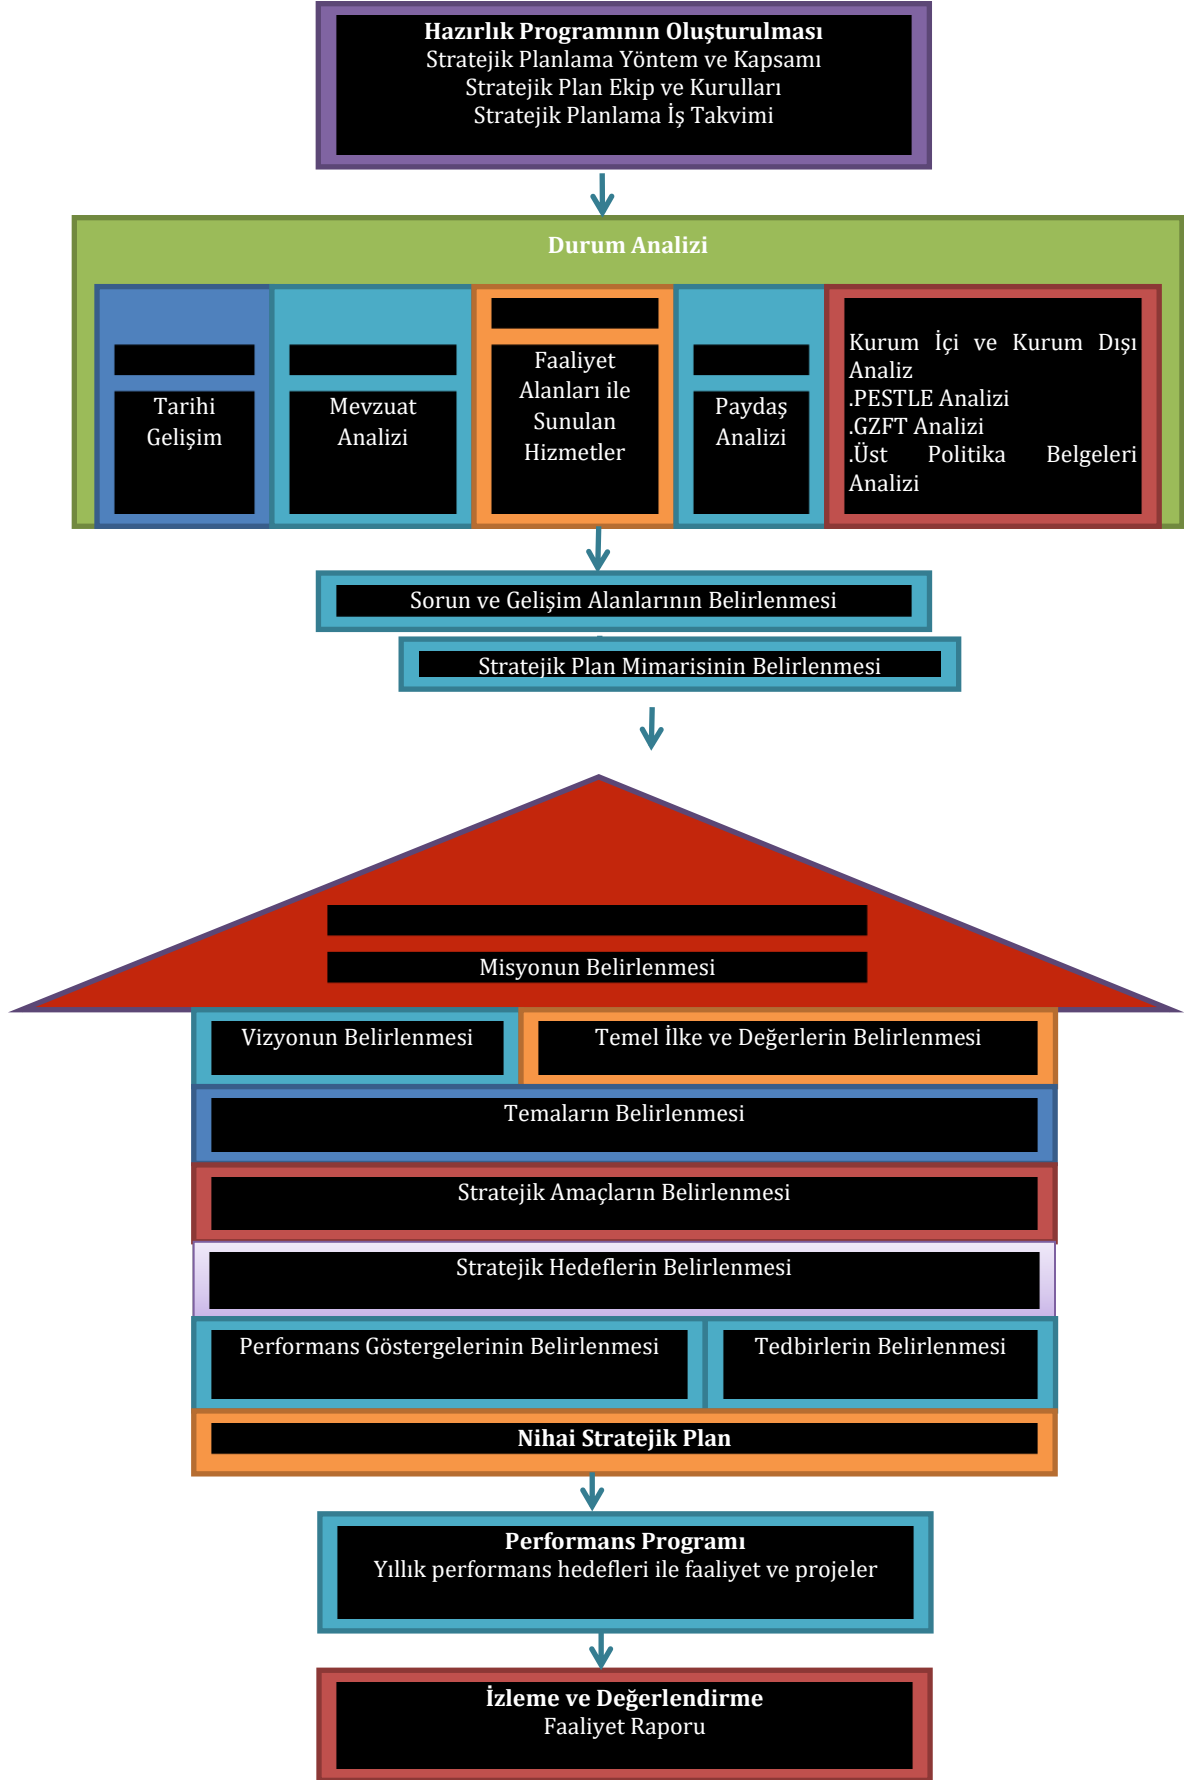 Hazırlık Programının Oluşturulması
Stratejik Planlama Yöntem ve Kapsamı
Stratejik Plan Ekip ve Kurulları
Stratejik Planlama İş Takvimi
Durum Analizi
Tarihi
Gelişim
Mevzuat
Analizi
Faaliyet
Alanları ile
Sunulan
Hizmetler
Paydaş
Analizi
Kurum İçi ve Kurum Dışı
Analiz
.PESTLE Analizi
.GZFT Analizi
.Üst Politika Belgeleri
Analizi
Sorun ve Gelişim Alanlarının Belirlenmesi
Stratejik Plan Mimarisinin Belirlenmesi
Misyonun Belirlenmesi
Vizyonun Belirlenmesi
Temel İlke ve Değerlerin Belirlenmesi
Temaların Belirlenmesi
Stratejik Amaçların Belirlenmesi
Stratejik Hedeflerin Belirlenmesi
Performans Göstergelerinin Belirlenmesi
Tedbirlerin Belirlenmesi
Nihai Stratejik Plan
Performans Programı
Yıllık performans hedefleri ile faaliyet ve projeler
İzleme ve Değerlendirme
Faaliyet Raporu